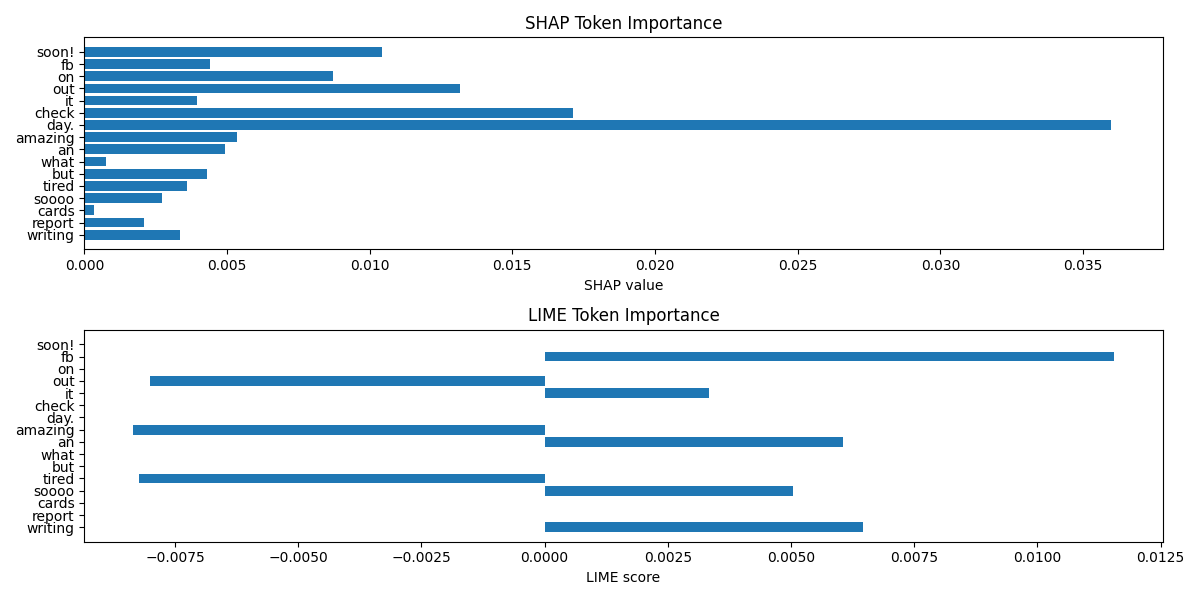 SHAP Token Importance
soon!
fb
on
out
it
check
day.
amazing
an
what
but
tired
soooo
cards
report
writing
0.000 0.005 0.010 0.015 0.020 0.025 0.030 0.035
SHAP value
LIME Token Importance
soon!
fb
on
out
it
check
day.
amazing
an
what
but
tired
soooo
cards
report
writing
−0.0075 −0.0050 −0.0025 0.0000 0.0025 0.0050 0.0075 0.0100 0.0125
LIME score